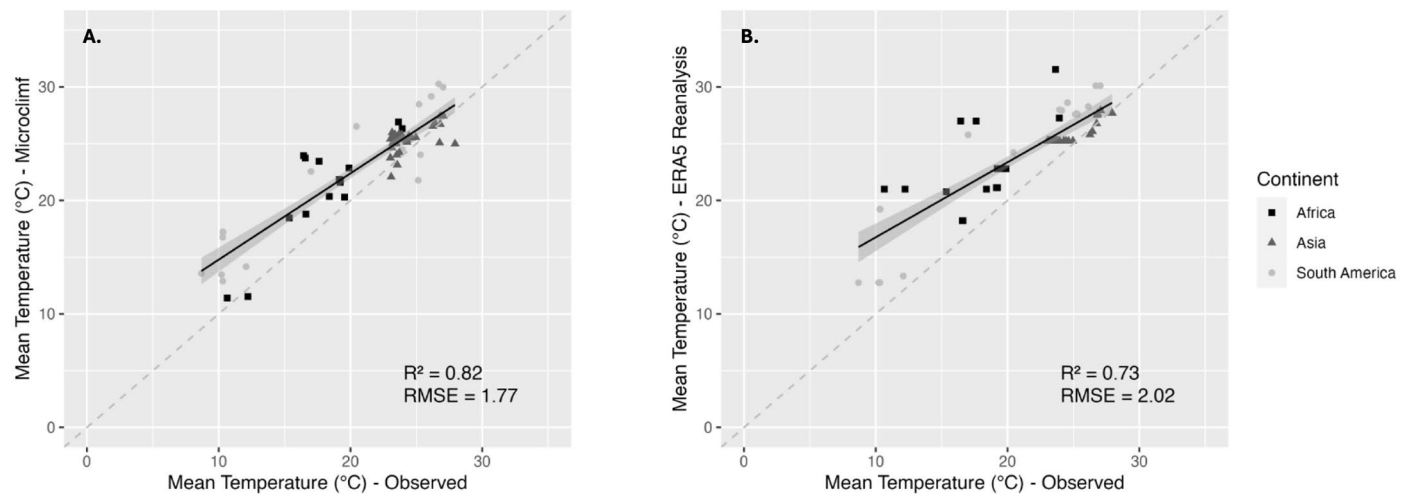 A.
Mean Temperature (°C) - Microclimf
30
20
10
0
R² = 0.82
RMSE = 1.77
0 10 20 30
Mean Temperature (°C) - Observed
B.
Mean Temperature (°C) - ERA5 Reanalysis
30
20
10
0
R² = 0.73
RMSE = 2.02
0 10 20 30
Mean Temperature (°C) - Observed
Continent
Africa
Asia
South America